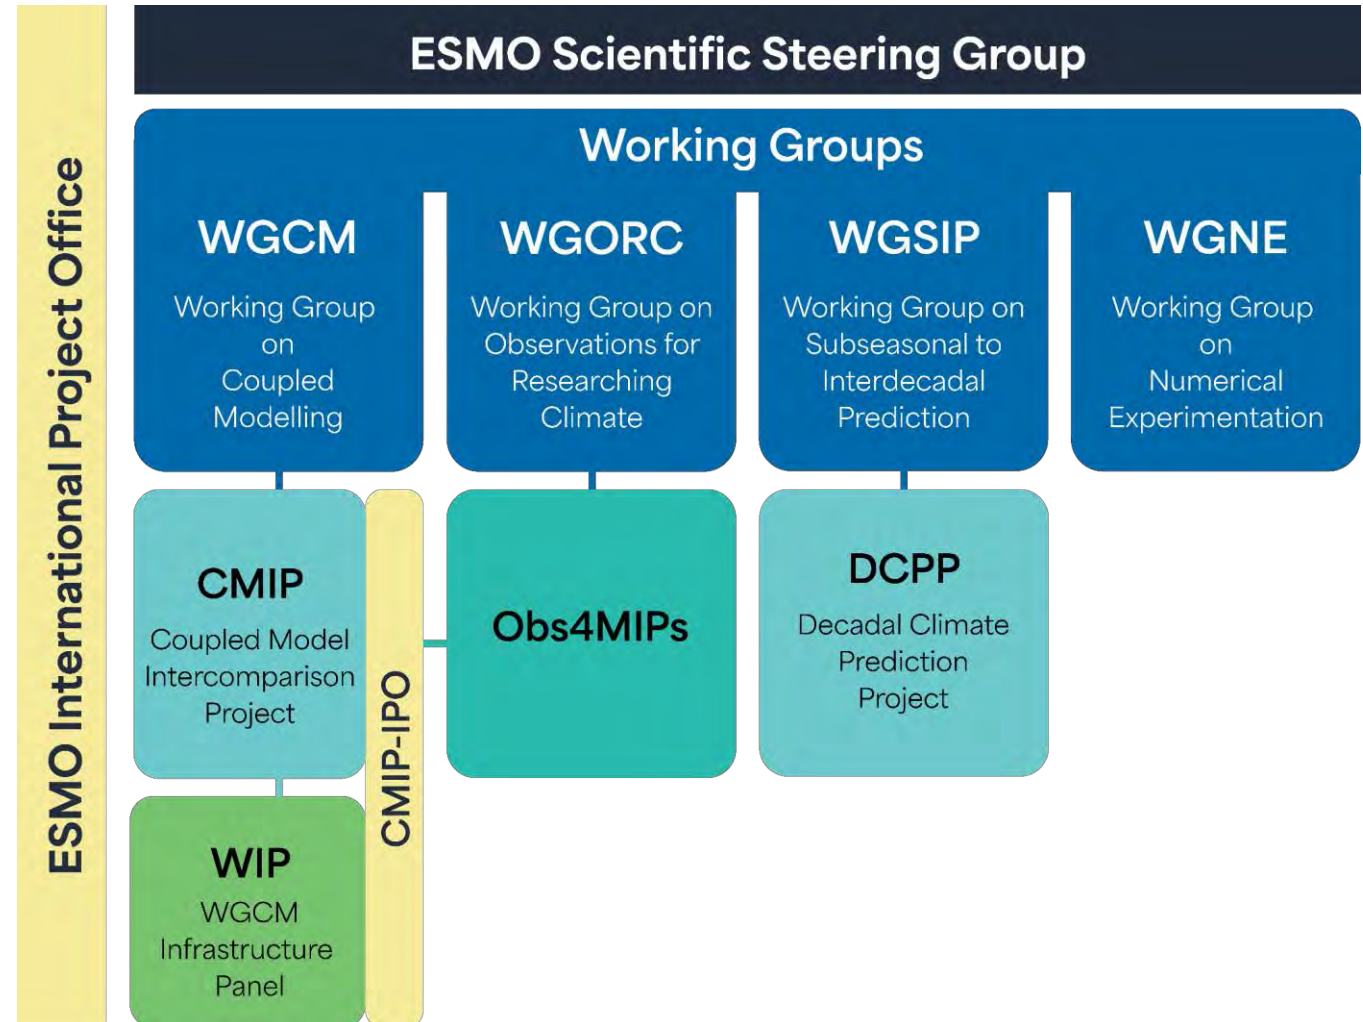 ESMO International Project Office
ESMO Scientific Steering Group
Working Groups
WGCM
Working Group
on
Coupled
Modelling
WGORC
Working Group on
Observations for
Researching
Climate
WGSIP
Working Group on
Subseasonal to
Interdecadal
Prediction
WGNE
Working Group
on
Numerical
Experimentation
CMIP
Coupled Model
Intercomparison
Project
CMIP-IPO
Obs4MIPs
DCPP
Decadal Climate
Prediction
Project
WIP
WGCM
Infrastructure
Panel